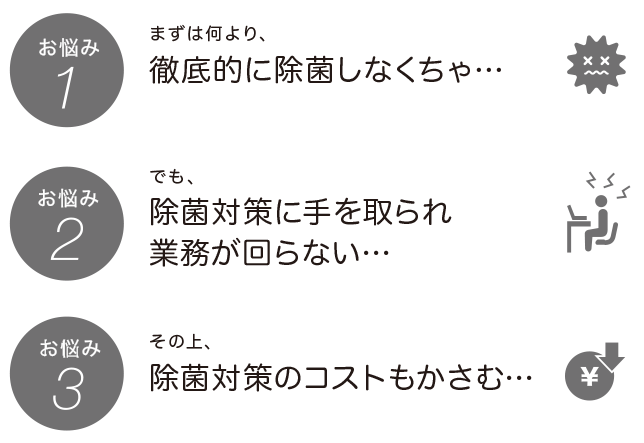 お悩み
1
まずは何より、
徹底的に除菌しなくちゃ…
お悩み
2
でも、
除菌対策に手を取られ
業務が回らない…
お悩み
3
その上、
除菌対策のコストもかさむ…
¥